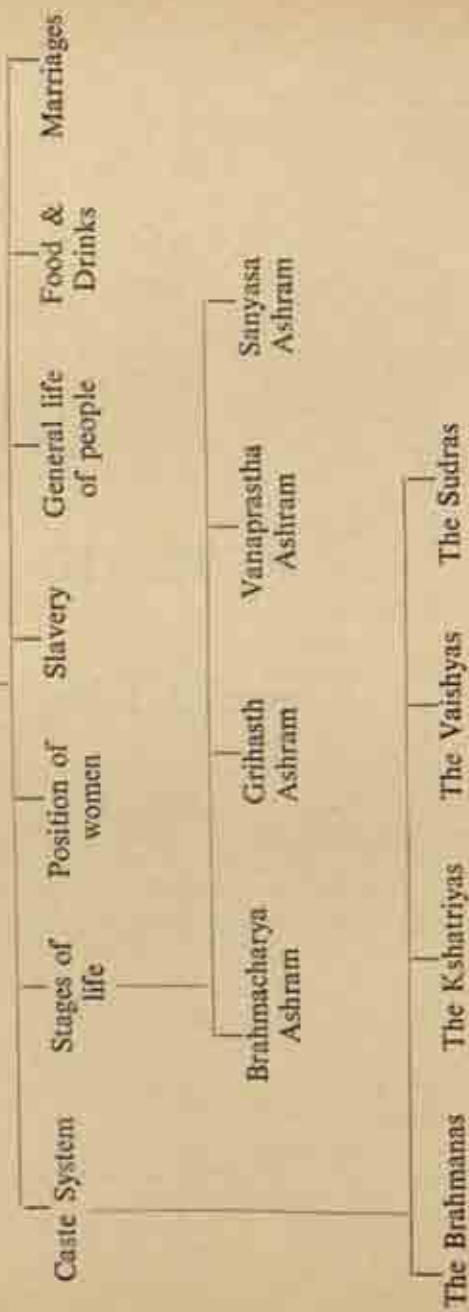 Caste System
Stages of
life
Position of
women
Slavery
General life
of people
Food &
Drinks
Marriages
Brahmacharya
Ashram
Grihasth
Ashram
Vanaprastha
Ashram
Sanyasa
Ashram
The Brahmanas
The Kshatriyas
The Vaishyas
The Sudras